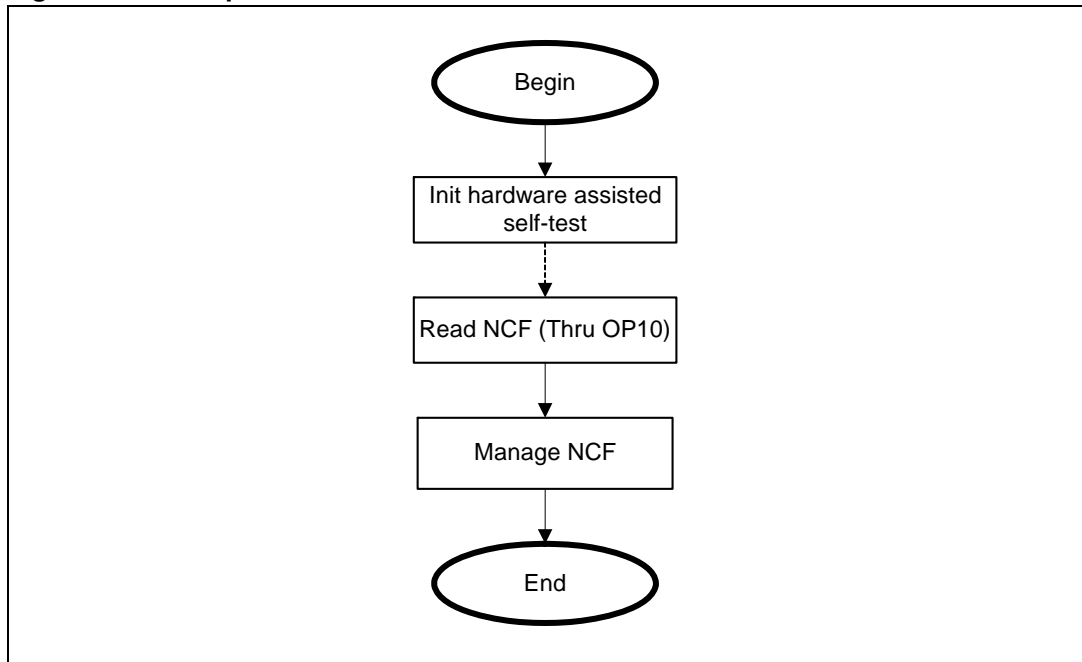 Begin
Init hardware assisted
self-test
Read NCF (Thru OP10)
Manage NCF
End